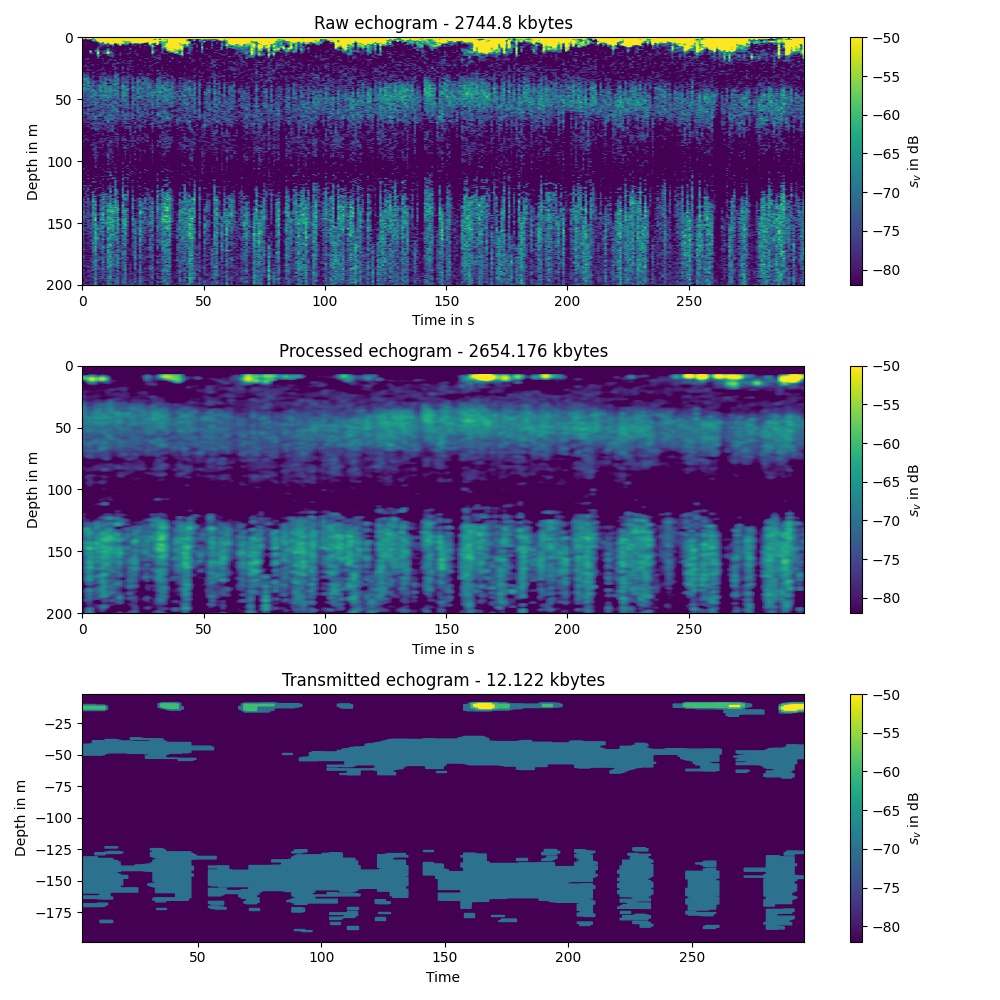 Raw echogram - 2744.8 kbytes
0
50
100
150
200
Depth in m
0 50 100 150 200 250
Time in s
−50
−55
−60
−65
−70
−75
−80
sv in dB
Processed echogram - 2654.176 kbytes
0
50
100
150
200
Depth in m
0 50 100 150 200 250
Time in s
−50
−55
−60
−65
−70
−75
−80
sv in dB
Transmitted echogram - 12.122 kbytes
−25
−50
−75
−100
−125
−150
−175
Depth in m
50 100 150 200 250
Time
−50
−55
−60
−65
−70
−75
−80
sv in dB